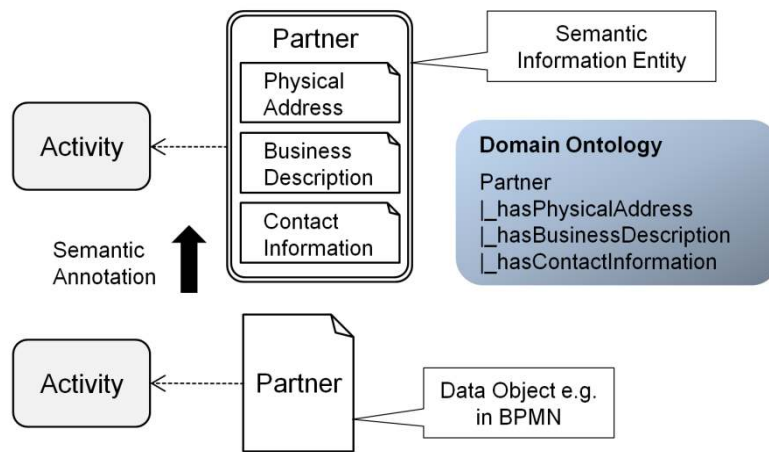 Partner
Semantic
Information Entity
Physical
Address
Activity
Business
Description
Contact
Information
Domain Ontology
Partner
|_hasPhysicalAddress
|_hasBusinessDescription
|_hasContactInformation
Semantic
Annotation
Activity
Partner
Data Object e.g.
in BPMN